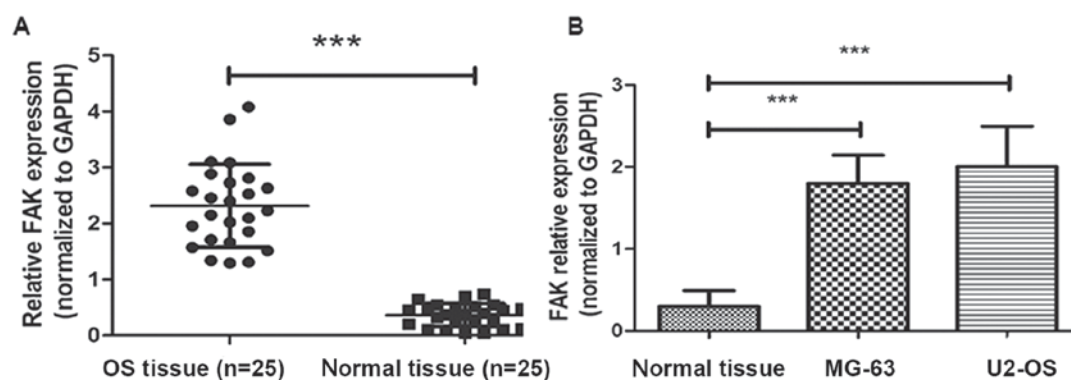 A
***
Relative FAK expression
(normalized to GAPDH)
5
4
3
2
1
0
OS tissue (n=25)
Normal tissue (n=25)
B
***
***
FAK relative expression
(normalized to GAPDH)
3
2
1
0
Normal tissue
MG-63
U2-OS